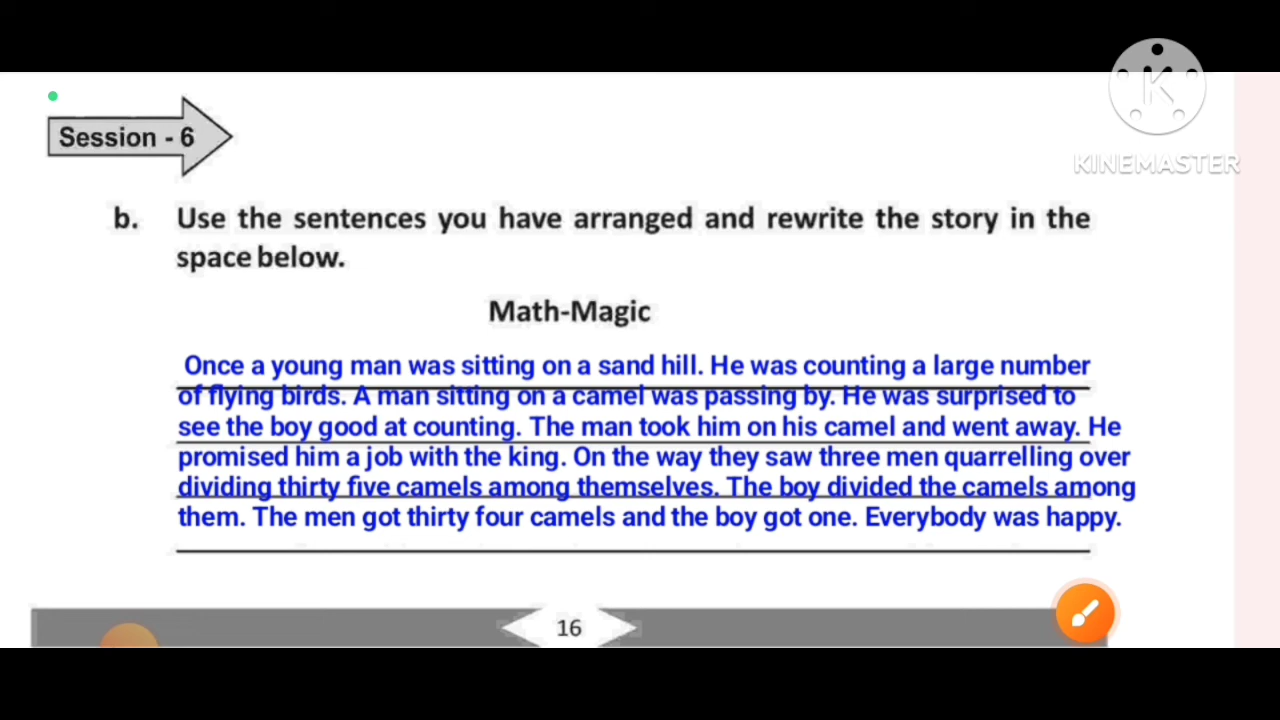 KINEMASTER
Session - 6
b. Use the sentences you have arranged and rewrite the story in the
space below.
Math-Magic
Once a young man was sitting on a sand hill. He was counting a large number
of flying birds. A man sitting on a camel was passing by. He was surprised to
see the boy good at counting. The man took him on his camel and went away. He
promised him a job with the king. On the way they saw three men quarrelling over
dividing thirty five camels among themselves. The boy divided the camels among
them. The men got thirty four camels and the boy got one. Everybody was happy.
16